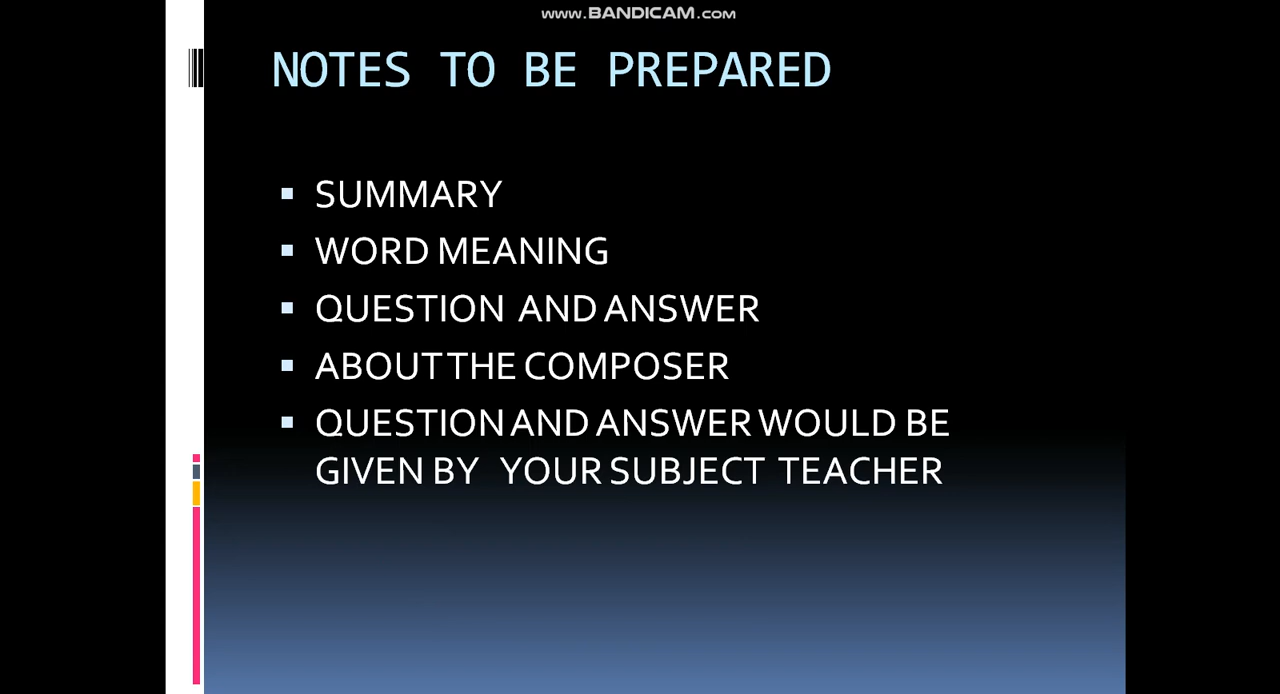 www.BANDICAM.com
NOTES TO BE PREPARED
SUMMARY
WORD MEANING
QUESTION AND ANSWER
ABOUT THE COMPOSER
QUESTION AND ANSWER WOULD BE
GIVEN BY YOUR SUBJECT TEACHER